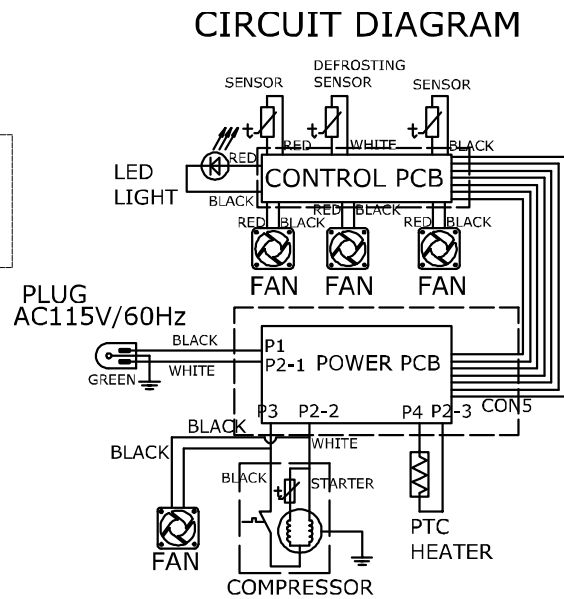 CIRCUIT DIAGRAM
DEFROSTING
SENSOR SENSOR SENSOR
t t t
RED WHITE BLACK
LED
LIGHT
RED
BLACK
CONTROL PCB
RED BLACK RED BLACK RED BLACK
FAN FAN FAN
PLUG
AC115V/60Hz
BLACK
WHITE
GREEN
P1
P2-1 POWER PCB
P3 P2-2 P4 P2-3
CON5
BLACK
WHITE
BLACK
BLACK
t STARTER
FAN
PTC
HEATER
COMPRESSOR